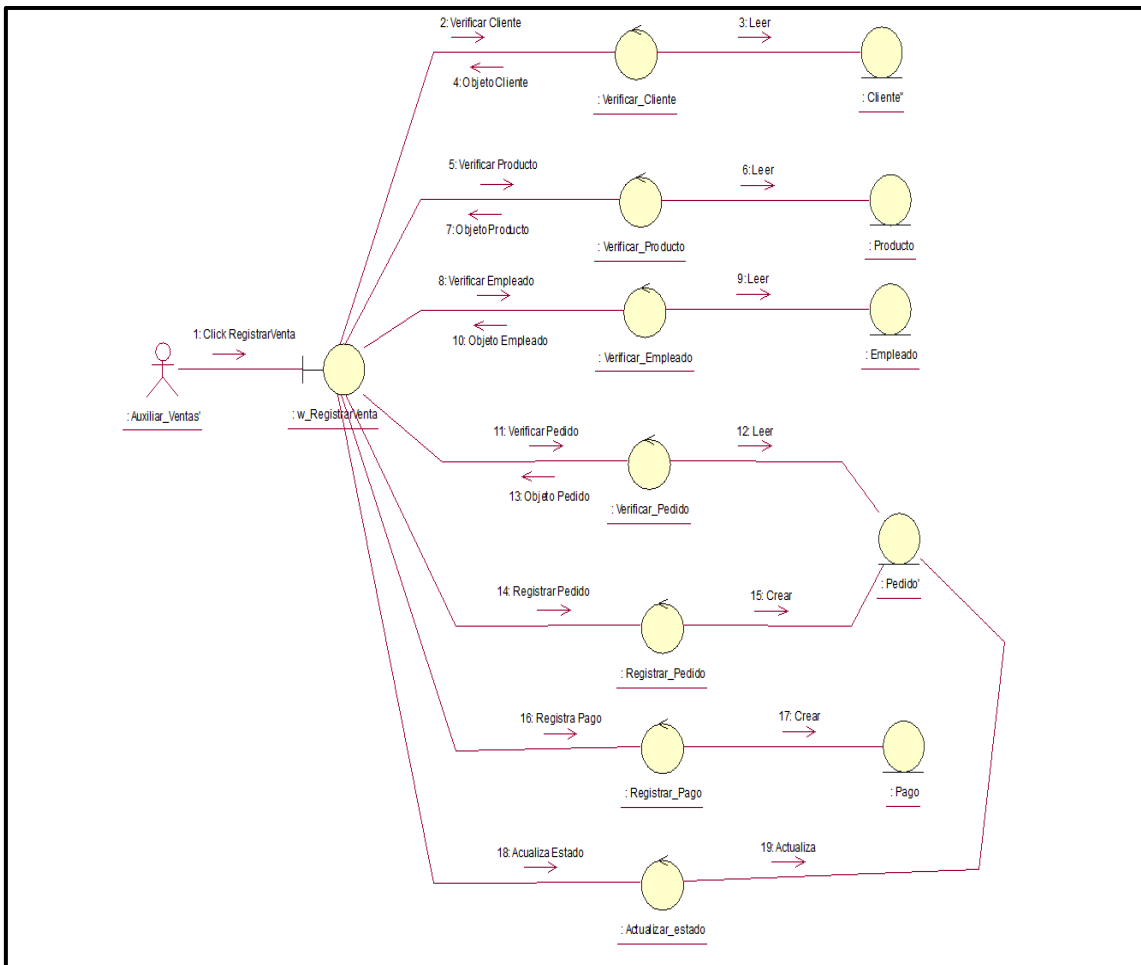 2: Verificar Cliente
3: Leer
4: Objeto Cliente
: Verificar_Cliente
: Cliente"
5: Verificar Producto
6: Leer
7: Objeto Producto
: Verificar_Producto
: Producto
8: Verificar Empleado
9: Leer
10: Objeto Empleado
: Verificar_Empleado
: Empleado
1: Click RegistrarVenta
: Auxiliar_Ventas'
: w_RegistrarVenta
11: Verificar Pedido
12: Leer
13: Objeto Pedido
: Verificar_Pedido
: Pedido'
14: Registrar Pedido
15: Crear
: Registrar_Pedido
16: Registra Pago
17: Crear
: Registrar_Pago
: Pago
18: Acualiza Estado
19: Actualiza
: Actualizar_estado